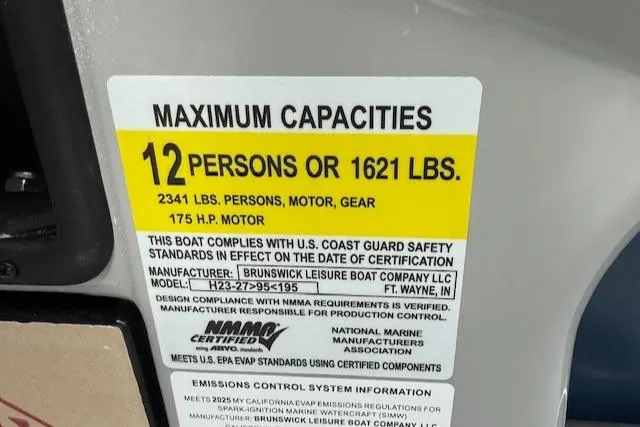 MAXIMUM CAPACITIES
12 PERSONS OR 1621 LBS.
2341 LBS. PERSONS, MOTOR, GEAR
175 H.P. MOTOR
THIS BOAT COMPLIES WITH U.S. COAST GUARD SAFETY
STANDARDS IN EFFECT ON THE DATE OF CERTIFICATION
MANUFACTURER: BRUNSWICK LEISURE BOAT COMPANY LLC
MODEL: H23-27>95<195 FT. WAYNE, IN
DESIGN COMPLIANCE WITH NMMA REQUIREMENTS IS VERIFIED.
MANUFACTURER RESPONSIBLE FOR PRODUCTION CONTROL.
NMMA
CERTIFIED
using ABYC standards
NATIONAL MARINE
MANUFACTURERS
ASSOCIATION
MEETS U.S. EPA EVAP STANDARDS USING CERTIFIED COMPONENTS
EMISSIONS CONTROL SYSTEM INFORMATION
MEETS 2025 MY CALIFORNIA EVAP EMISSIONS REGULATIONS FOR
SPARK-IGNITION MARINE WATERCRAFT (SIMW)
MANUFACTURER: BRUNSWICK LEISURE BOAT COMPANY, LLC